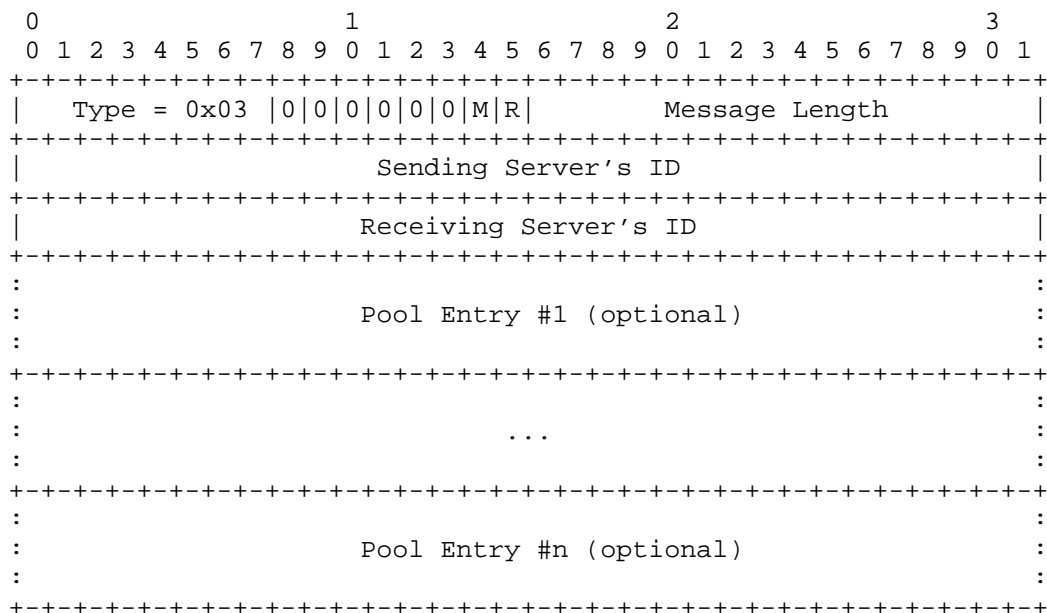 0                   1                   2                   3
 0 1 2 3 4 5 6 7 8 9 0 1 2 3 4 5 6 7 8 9 0 1 2 3 4 5 6 7 8 9 0 1
+-+-+-+-+-+-+-+-+-+-+-+-+-+-+-+-+-+-+-+-+-+-+-+-+-+-+-+-+-+-+-+-+
|   Type = 0x03 |0|0|0|0|0|0|M|R|        Message Length         |
+-+-+-+-+-+-+-+-+-+-+-+-+-+-+-+-+-+-+-+-+-+-+-+-+-+-+-+-+-+-+-+-+
|                      Sending Server’s ID                      |
+-+-+-+-+-+-+-+-+-+-+-+-+-+-+-+-+-+-+-+-+-+-+-+-+-+-+-+-+-+-+-+-+
|                     Receiving Server’s ID                     |
+-+-+-+-+-+-+-+-+-+-+-+-+-+-+-+-+-+-+-+-+-+-+-+-+-+-+-+-+-+-+-+-+
:                                                               :
:                     Pool Entry #1 (optional)                  :
:                                                               :
+-+-+-+-+-+-+-+-+-+-+-+-+-+-+-+-+-+-+-+-+-+-+-+-+-+-+-+-+-+-+-+-+
:                                                               :
:                              ...                              :
:                                                               :
+-+-+-+-+-+-+-+-+-+-+-+-+-+-+-+-+-+-+-+-+-+-+-+-+-+-+-+-+-+-+-+-+
:                                                               :
:                     Pool Entry #n (optional)                  :
:                                                               :
+-+-+-+-+-+-+-+-+-+-+-+-+-+-+-+-+-+-+-+-+-+-+-+-+-+-+-+-+-+-+-+-+